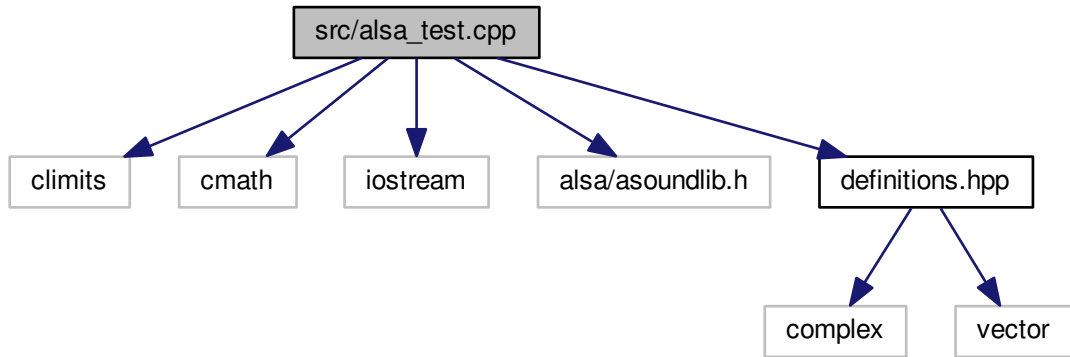 src/alsa_test.cpp
climits
cmath
iostream
alsa/asoundlib.h
definitions.hpp
complex
vector